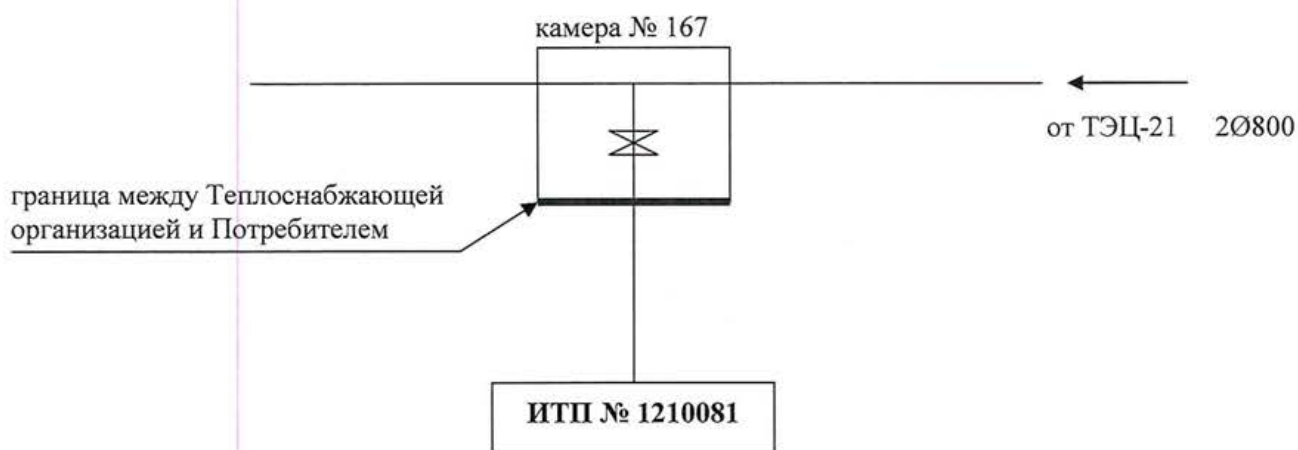 камера № 167
от ТЭЦ-21 2Ø800
граница между Теплоснабжающей
организацией и Потребителем
ИТП № 1210081